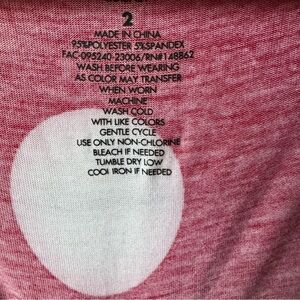 2
MADE IN CHINA
95%POLYESTER 5%SPANDEX
FAC-095240-23006/RN#148862
WASH BEFORE WEARING
AS COLOR MAY TRANSFER
WHEN WORN
MACHINE
WASH COLD
WITH LIKE COLORS
GENTLE CYCLE
USE ONLY NON-CHLORINE
BLEACH IF NEEDED
TUMBLE DRY LOW
COOL IRON IF NEEDED